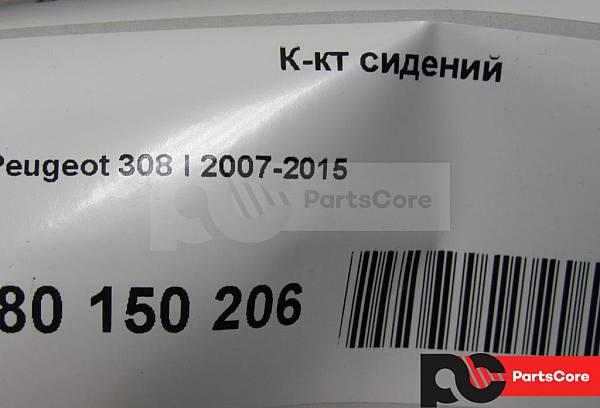 К-кт сидений
Peugeot 308 I 2007-2015
PartsCore
80 150 206
PartsCore